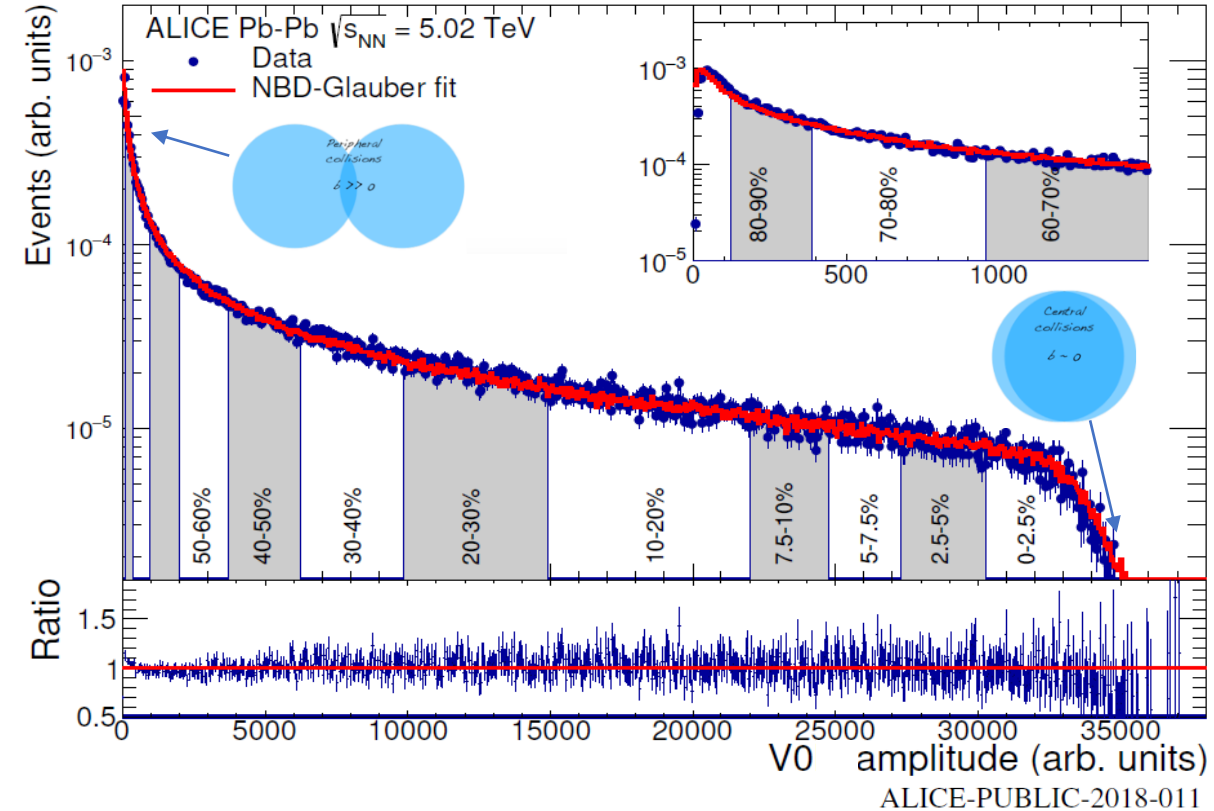 ALICE Pb-Pb √sNN = 5.02 TeV
Data
NBD-Glauber fit
Events (arb. units)
10−3
10−4
10−5
Peripheral
collisions
b >> 0
10−3
10−4
10−5
80-90%
70-80%
60-70%
0
500
1000
Central
collisions
b ~ 0
50-60%
40-50%
30-40%
20-30%
10-20%
7.5-10%
5-7.5%
2.5-5%
0-2.5%
Ratio
1.5
1
0.5
0
5000
10000
15000
20000
25000
30000
35000
V0 amplitude (arb. units)
ALICE-PUBLIC-2018-011